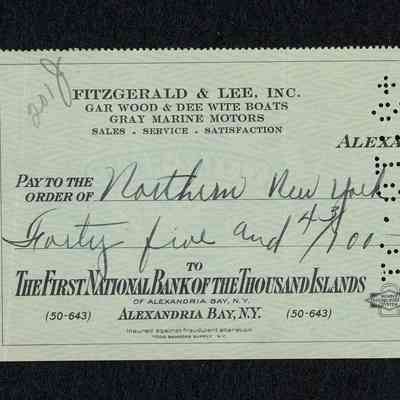 2018
FITZGERALD & LEE, INC.
GAR WOOD & DEE WITE BOATS
GRAY MARINE MOTORS
SALES - SERVICE - SATISFACTION
ALEXA
PAY TO THE
ORDER OF Northern New York
Forty five and 43/100
TO
THE FIRST NATIONAL BANK OF THE THOUSAND ISLANDS
OF ALEXANDRIA BAY, N.Y.
(50-643) ALEXANDRIA BAY, N.Y. (50-643)
Insured against fraudulent alteration